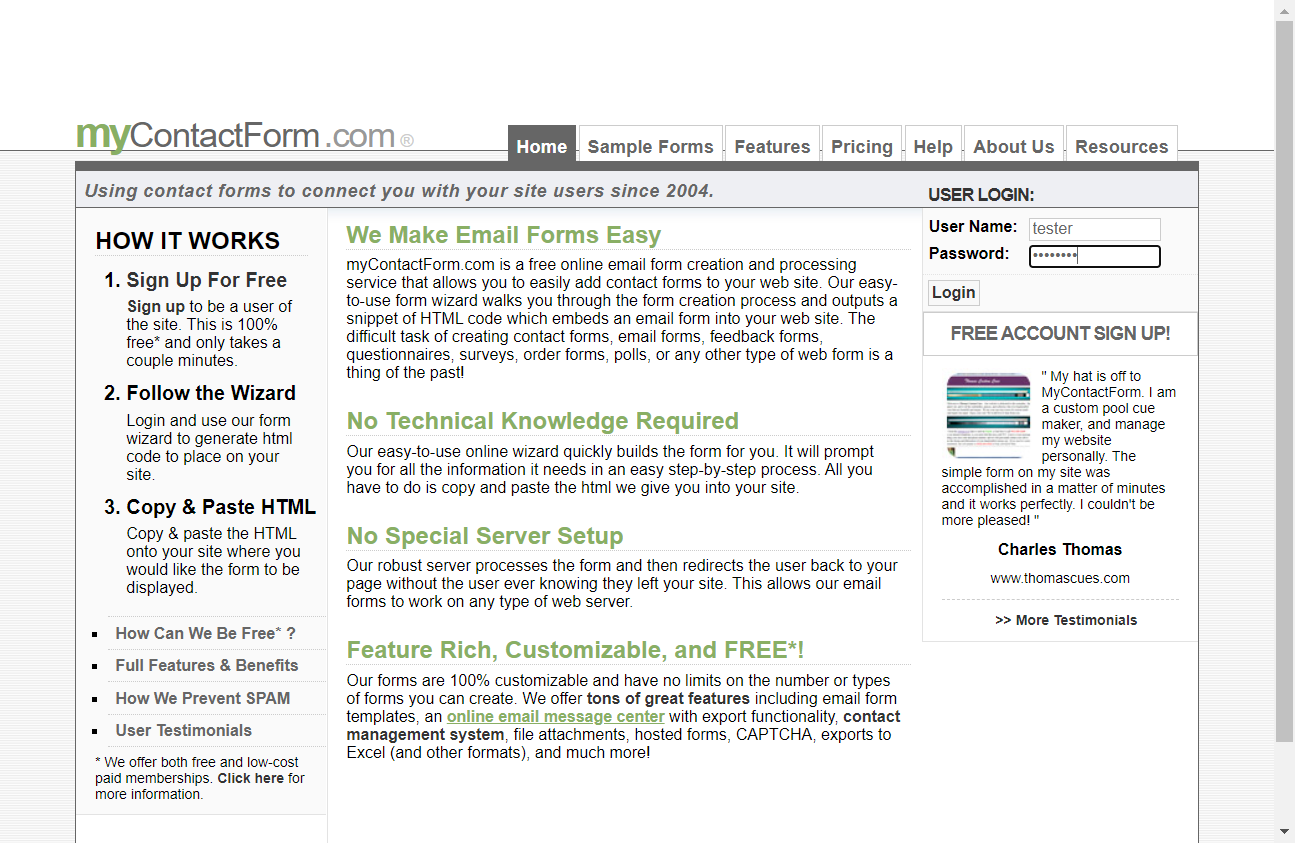 myContactForm.com ®
Home
Sample Forms
Features
Pricing
Help
About Us
Resources
Using contact forms to connect you with your site users since 2004.
USER LOGIN:
User Name: tester
Password: ••••••••
Login
HOW IT WORKS
1. Sign Up For Free
Sign up to be a user of
the site. This is 100%
free* and only takes a
couple minutes.
2. Follow the Wizard
Login and use our form
wizard to generate html
code to place on your
site.
3. Copy & Paste HTML
Copy & paste the HTML
onto your site where you
would like the form to be
displayed.
How Can We Be Free* ?
Full Features & Benefits
How We Prevent SPAM
User Testimonials
* We offer both free and low-cost
paid memberships. Click here for
more information.
We Make Email Forms Easy
myContactForm.com is a free online email form creation and processing
service that allows you to easily add contact forms to your web site. Our easy-
to-use form wizard walks you through the form creation process and outputs a
snippet of HTML code which embeds an email form into your web site. The
difficult task of creating contact forms, email forms, feedback forms,
questionnaires, surveys, order forms, polls, or any other type of web form is a
thing of the past!
No Technical Knowledge Required
Our easy-to-use online wizard quickly builds the form for you. It will prompt
you for all the information it needs in an easy step-by-step process. All you
have to do is copy and paste the html we give you into your site.
No Special Server Setup
Our robust server processes the form and then redirects the user back to your
page without the user ever knowing they left your site. This allows our email
forms to work on any type of web server.
Feature Rich, Customizable, and FREE*!
Our forms are 100% customizable and have no limits on the number or types
of forms you can create. We offer tons of great features including email form
templates, an online email message center with export functionality, contact
management system, file attachments, hosted forms, CAPTCHA, exports to
Excel (and other formats), and much more!
FREE ACCOUNT SIGN UP!
" My hat is off to
MyContactForm. I am
a custom pool cue
maker, and manage
my website
personally. The
simple form on my site was
accomplished in a matter of minutes
and it works perfectly. I couldn't be
more pleased! "
Charles Thomas
www.thomascues.com
>> More Testimonials